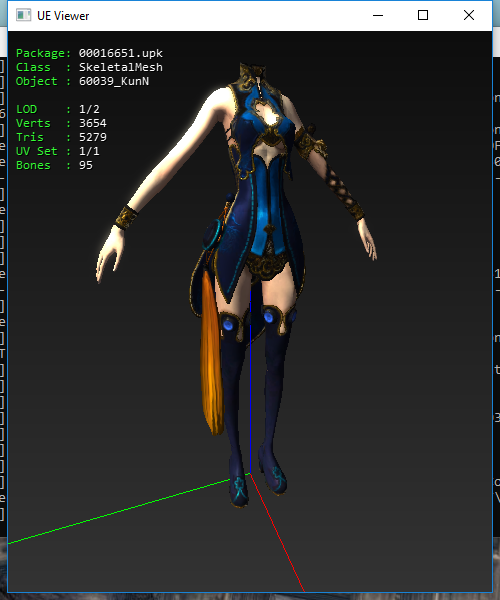 UE Viewer
Package: 00016651.upk
Class : SkeletalMesh
Object : 60039_KunN
LOD : 1/2
Verts : 3654
Tris : 5279
UV Set : 1/1
Bones : 95